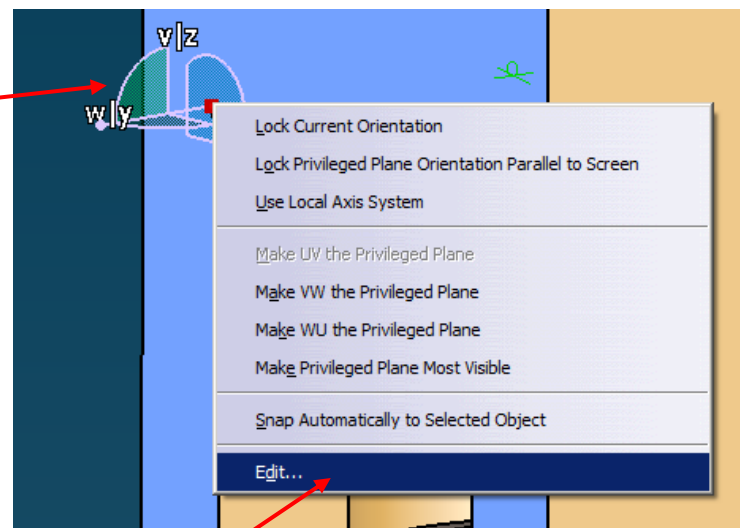 v|z
w|y
Lock Current Orientation
Lock Privileged Plane Orientation Parallel to Screen
Use Local Axis System
Make UV the Privileged Plane
Make VW the Privileged Plane
Make WU the Privileged Plane
Make Privileged Plane Most Visible
Snap Automatically to Selected Object
Edit...